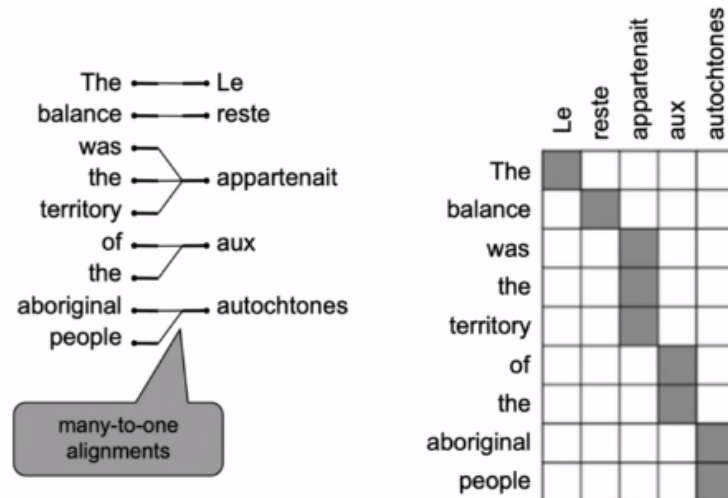 The Le
balance reste
was
the appartenait
territory
of aux
the
aboriginal autochtones
people
many-to-one
alignments
Le reste appartenait aux autochtones
The
balance
was
the
territory
of
the
aboriginal
people